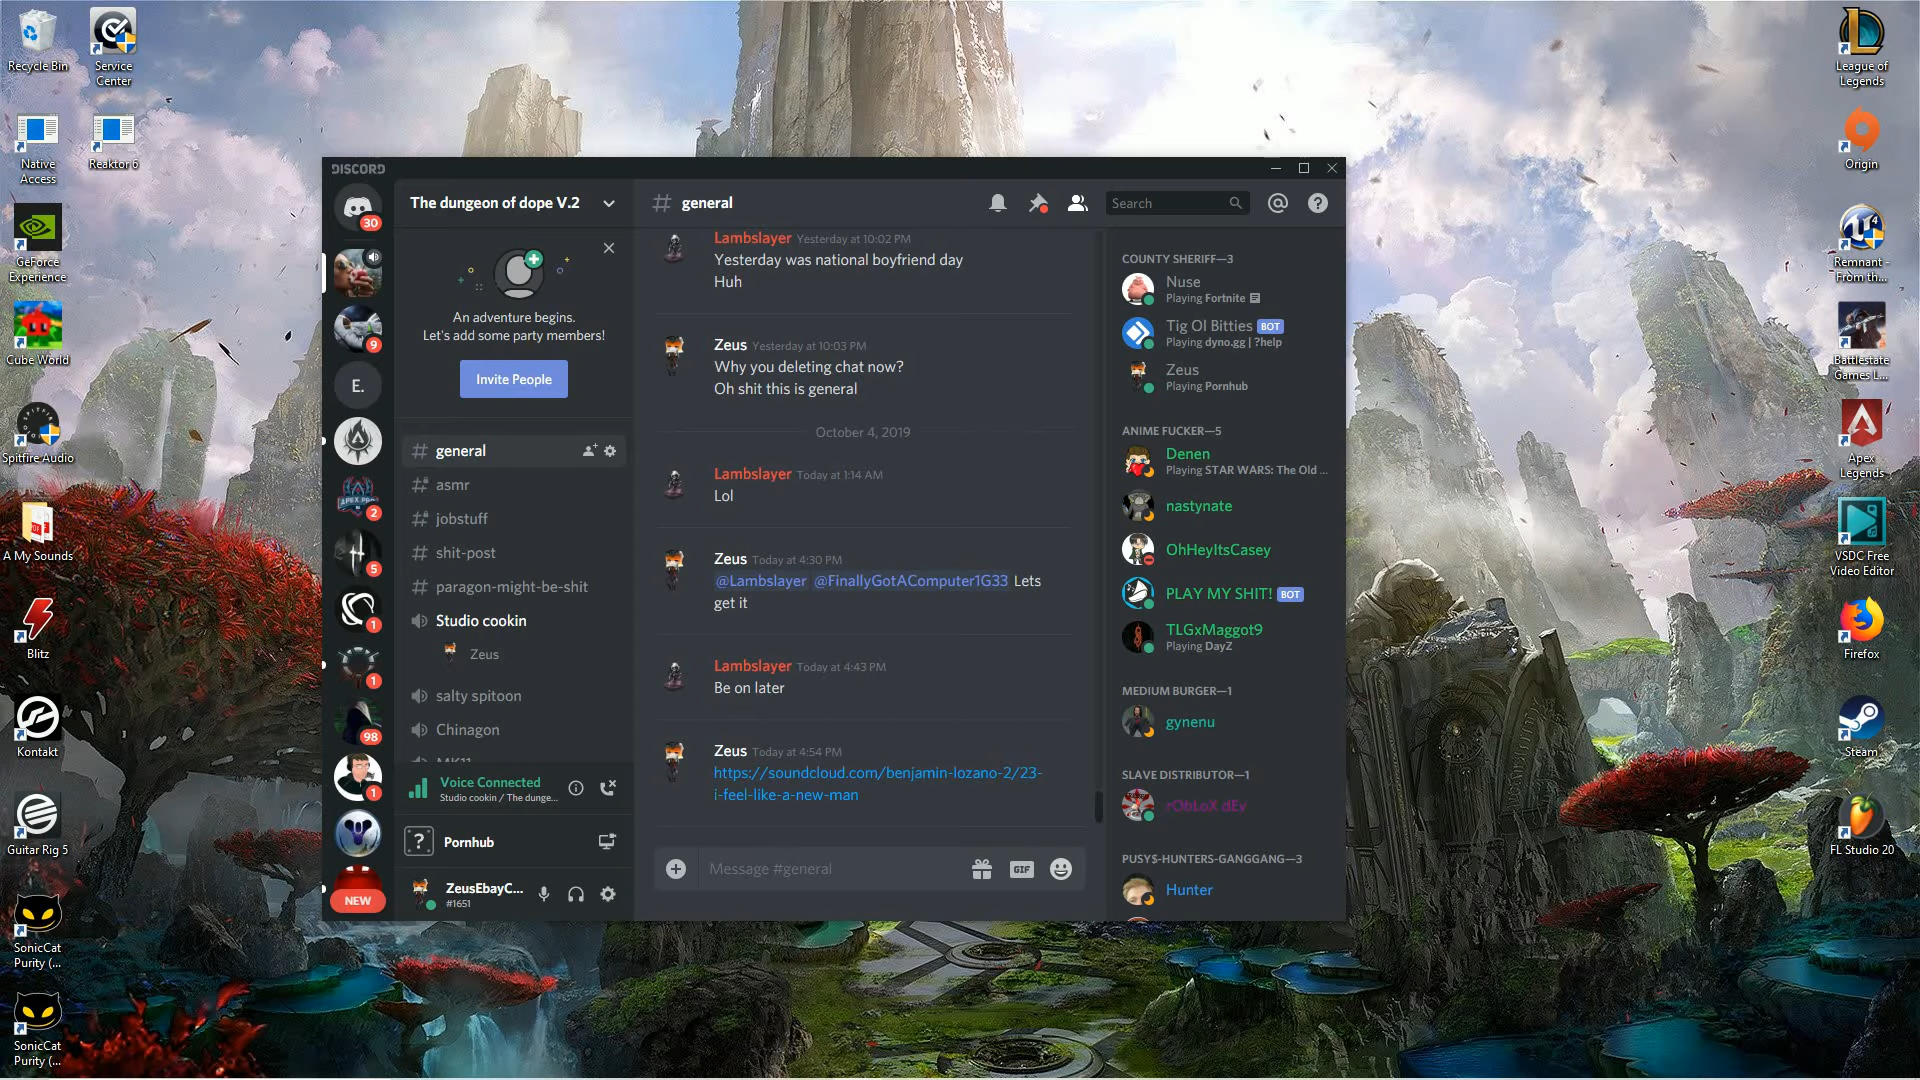 Recycle Bin
Service
Center
Native
Access
Reaktor 6
GeForce
Experience
Cube World
Spitfire Audio
A My Sounds
Blitz
Kontakt
Guitar Rig 5
SonicCat
Purity (...
SonicCat
Purity (...
DISCORD
30
9
E.
APEX PRO
2
5
1
1
98
1
NEW
The dungeon of dope V.2
An adventure begins.
Let's add some party members!
Invite People
general
asmr
jobstuff
shit-post
paragon-might-be-shit
Studio cookin
Zeus
salty spitoon
Chinagon
MK11
Voice Connected
Studio cookin / The dunge...
? Pornhub
ZeusEbayC...
#1651
# general
Search
Lambslayer Yesterday at 10:02 PM
Yesterday was national boyfriend day
Huh
Zeus Yesterday at 10:03 PM
Why you deleting chat now?
Oh shit this is general
October 4, 2019
Lambslayer Today at 1:14 AM
Lol
Zeus Today at 4:30 PM
@Lambslayer @FinallyGotAComputer1G33 Lets
get it
Lambslayer Today at 4:43 PM
Be on later
Zeus Today at 4:54 PM
https://soundcloud.com/benjamin-lozano-2/23-
i-feel-like-a-new-man
Message #general
GIF
COUNTY SHERIFF—3
Nuse
Playing Fortnite
Tig Ol Bitties BOT
Playing dyno.gg | ?help
Zeus
Playing Pornhub
ANIME FUCKER—5
Denen
Playing STAR WARS: The Old ...
nastynate
OhHeyItsCasey
PLAY MY SHIT! BOT
TLGxMaggot9
Playing DayZ
MEDIUM BURGER—1
gynenu
SLAVE DISTRIBUTOR—1
rObLoX dEv
PUSY$-HUNTERS-GANGGANG—3
Hunter
League of
Legends
Origin
Remnant -
From th...
Battlestate
Games L...
Apex
Legends
VSDC Free
Video Editor
Firefox
Steam
FL Studio 20